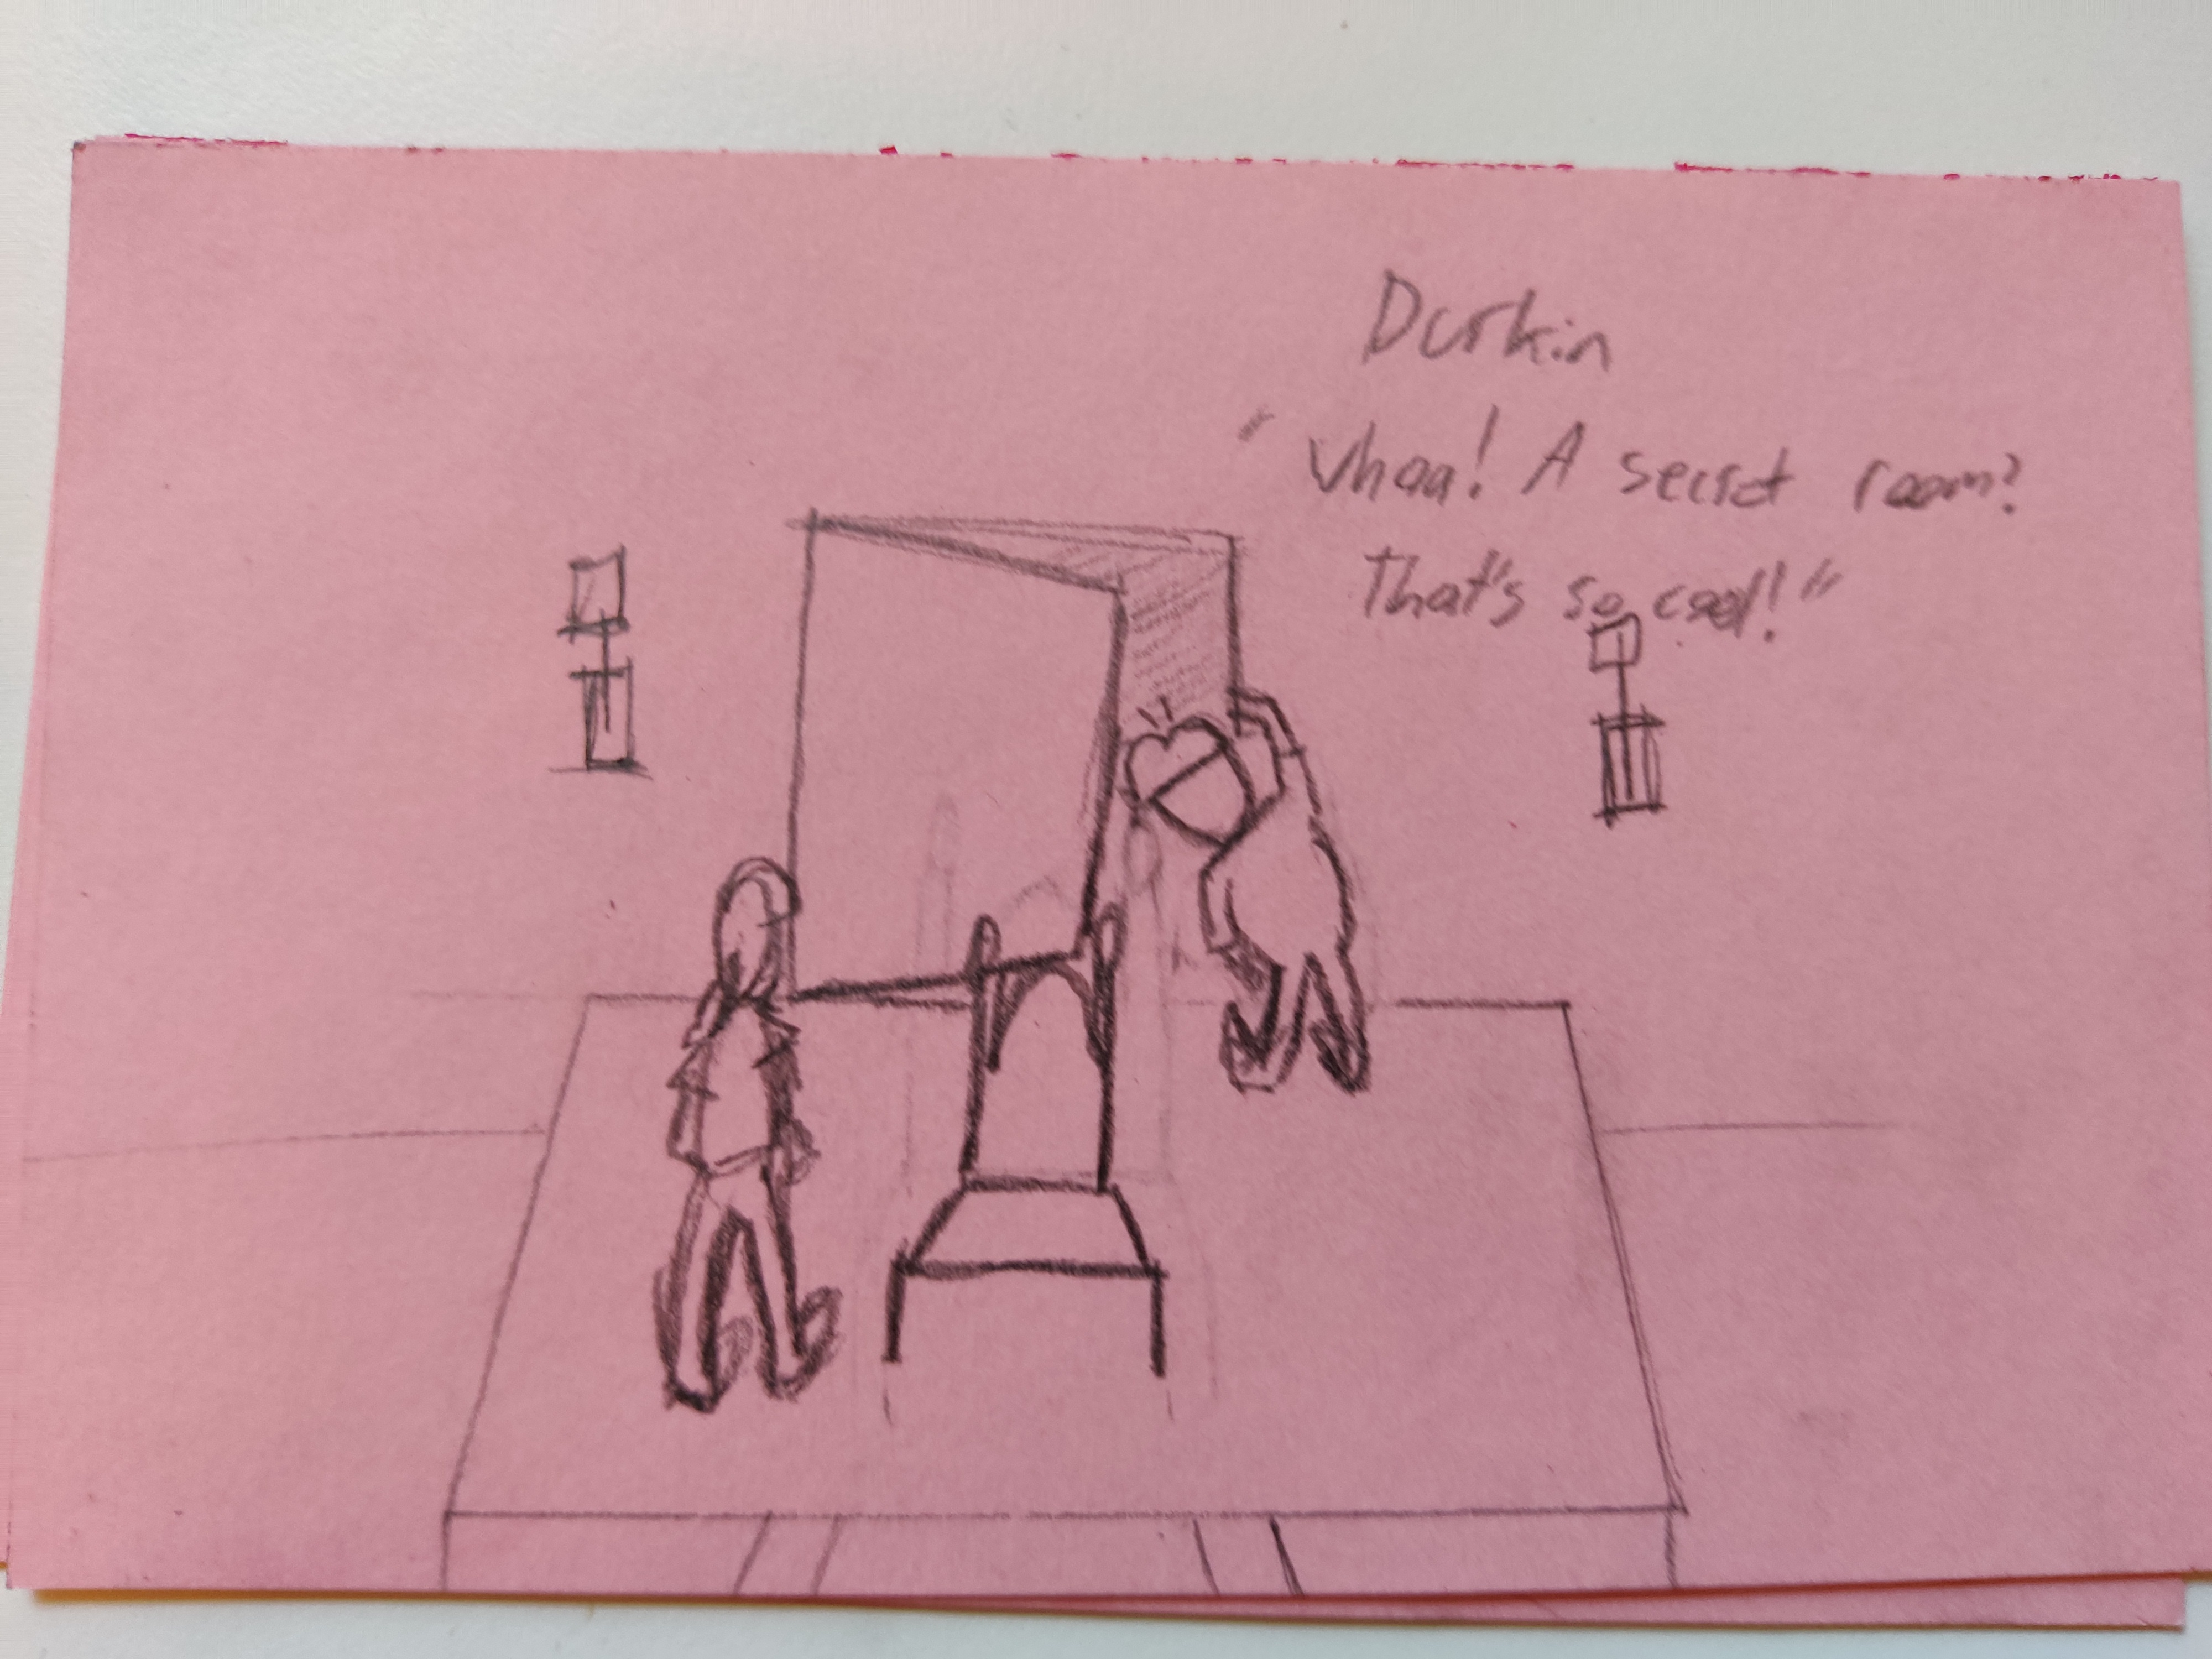 Durkin
"Whoa! A secret room?
That's so cool!"